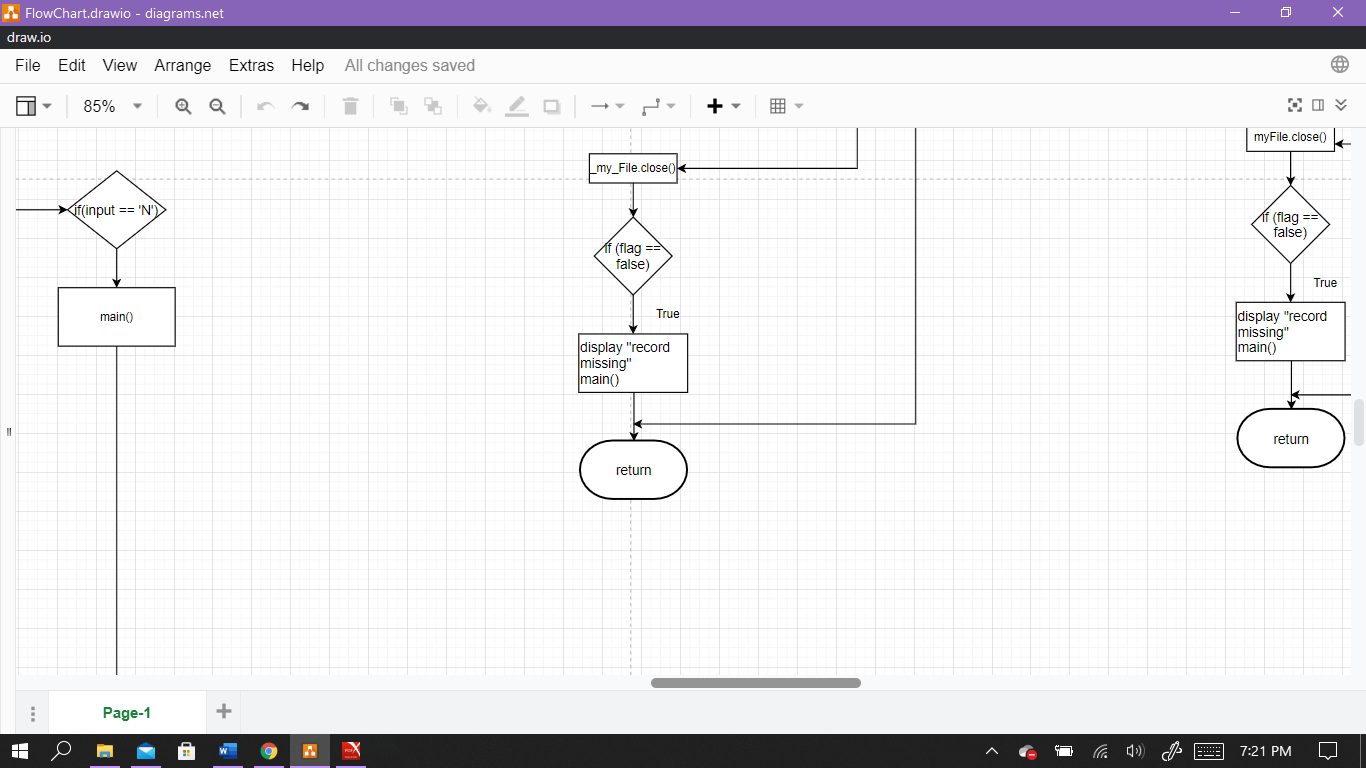 FlowChart.drawio - diagrams.net
draw.io
File Edit View Arrange Extras Help All changes saved
85%
if(input == 'N')
main()
_my_File.close()
if (flag ==
false)
True
display "record
missing"
main()
return
myFile.close()
if (flag ==
false)
True
display "record
missing"
main()
return
Page-1
7:21 PM